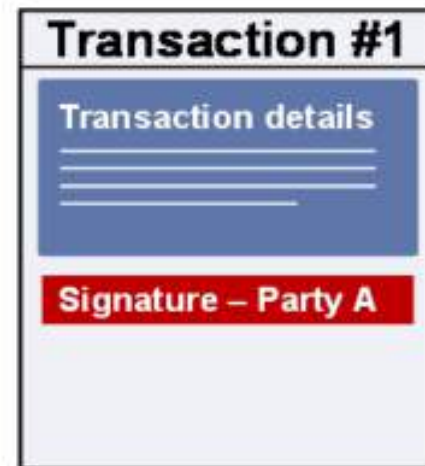 Transaction #1
Transaction details
Signature – Party A